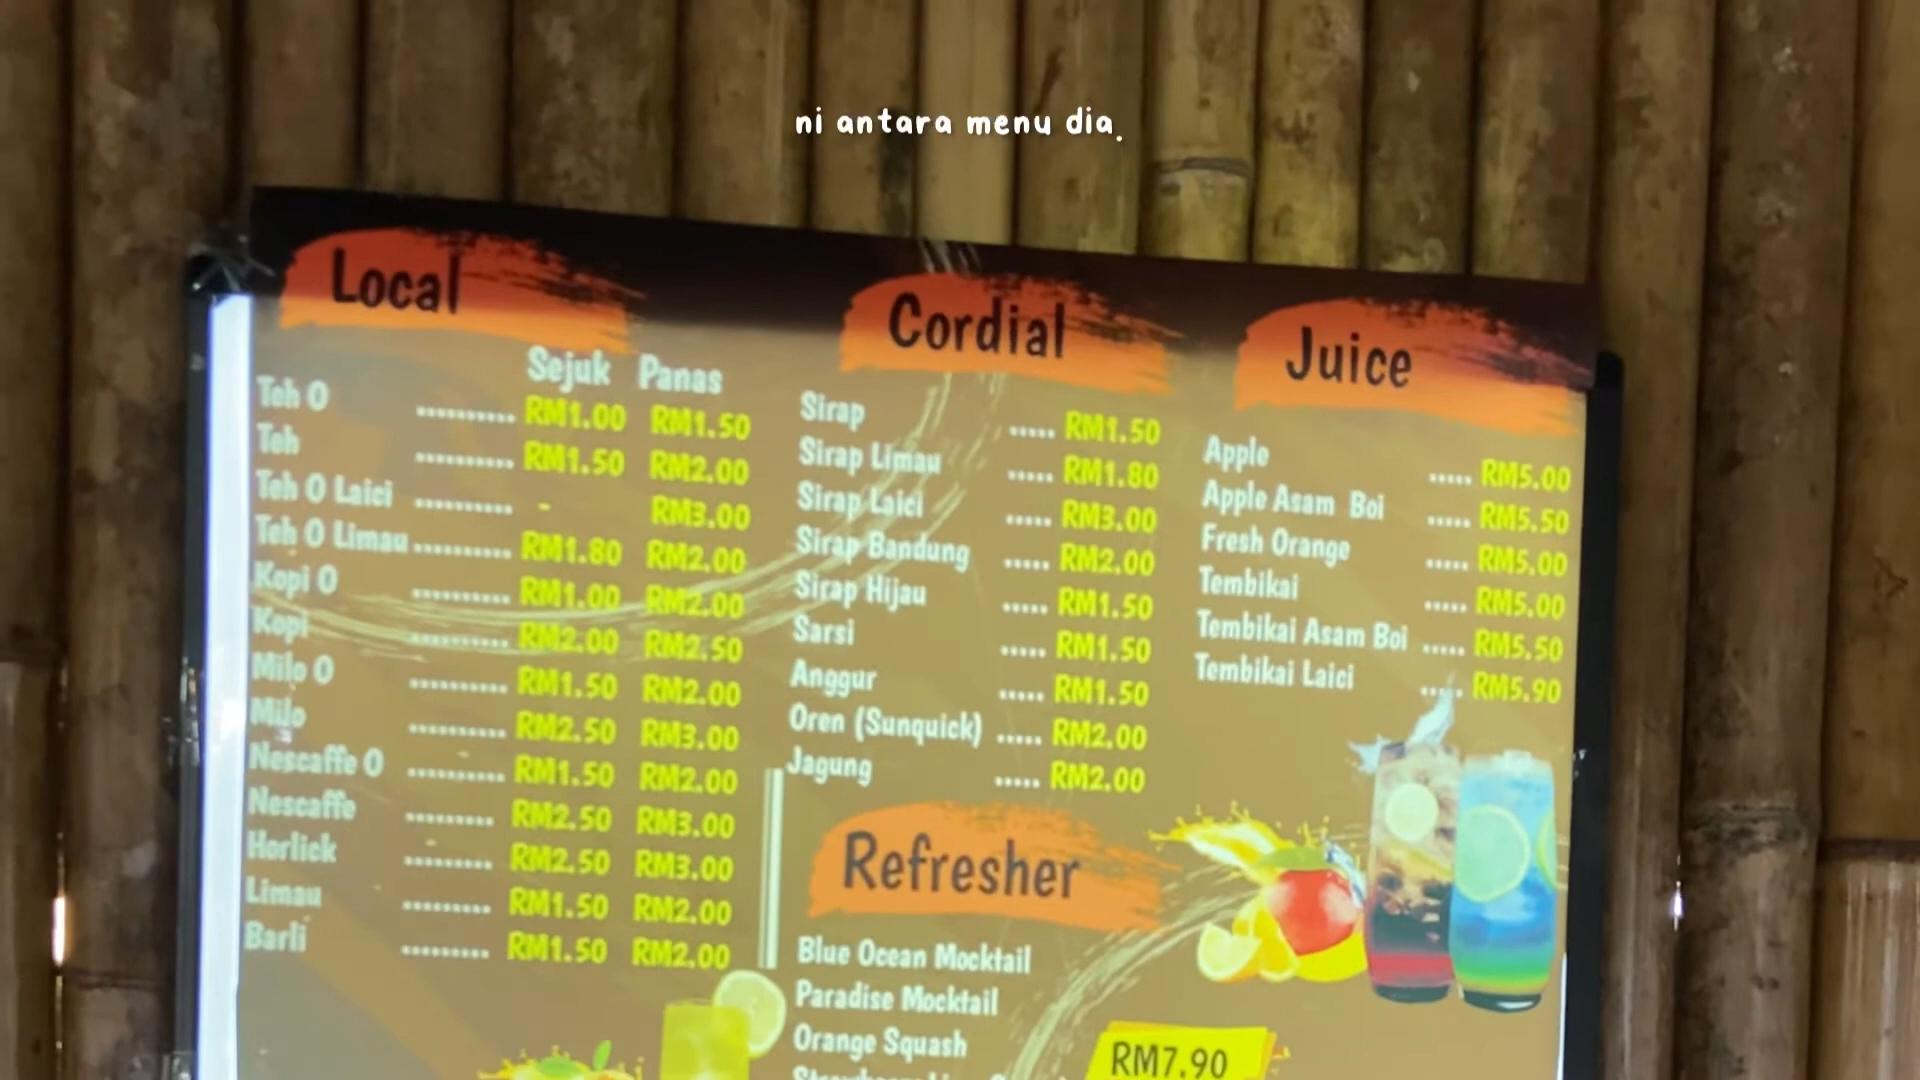 ni antara menu dia.
Local
Sejuk Panas
Teh O .......... RM1.00 RM1.50
Teh .......... RM1.50 RM2.00
Teh O Laici .......... - RM3.00
Teh O Limau .......... RM1.80 RM2.00
Kopi O .......... RM1.00 RM2.00
Kopi .......... RM2.00 RM2.50
Milo O .......... RM1.50 RM2.00
Milo .......... RM2.50 RM3.00
Nescaffe O .......... RM1.50 RM2.00
Nescaffe ......... RM2.50 RM3.00
Horlick ......... RM2.50 RM3.00
Limau ......... RM1.50 RM2.00
Barli ......... RM1.50 RM2.00
Cordial
Sirap ..... RM1.50
Sirap Limau ..... RM1.80
Sirap Laici ..... RM3.00
Sirap Bandung ..... RM2.00
Sirap Hijau ..... RM1.50
Sarsi ..... RM1.50
Anggur ..... RM1.50
Oren (Sunquick) ..... RM2.00
Jagung ..... RM2.00
Refresher
Blue Ocean Mocktail
Paradise Mocktail
Orange Squash
RM7.90
Juice
Apple ..... RM5.00
Apple Asam Boi ..... RM5.50
Fresh Orange ..... RM5.00
Tembikai ..... RM5.00
Tembikai Asam Boi ..... RM5.50
Tembikai Laici ..... RM5.90